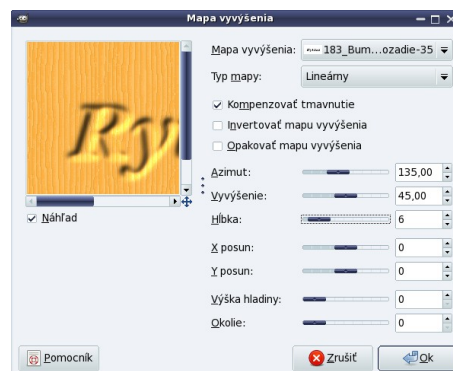 Mapa vyvýšenia
Mapa vyvýšenia: 183_Bum...ozadie-35
Typ mapy: Lineárny
Kompenzovať tmavnutie
Invertovať mapu vyvýšenia
Opakovať mapu vyvýšenia
Azimut: 135,00
Vyvýšenie: 45,00
Hĺbka: 6
X posun: 0
Y posun: 0
Výška hladiny: 0
Okolie: 0
Ry
Náhľad
Pomocník
Zrušiť
Ok